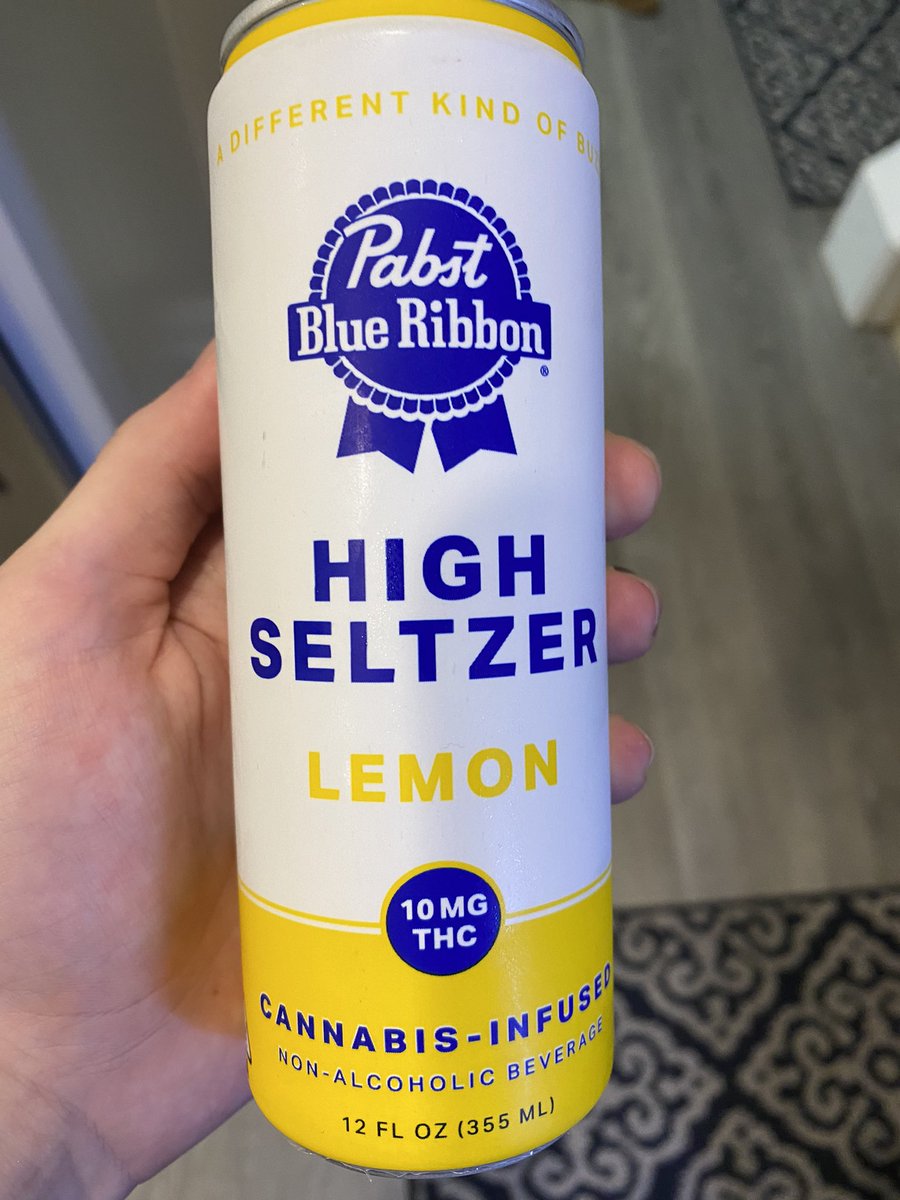 A DIFFERENT KIND OF
Pabst
Blue Ribbon
®
HIGH
SELTZER
LEMON
10 MG
THC
CANNABIS-INFUSED
NON-ALCOHOLIC BEVERAGE
12 FL OZ (355 ML)